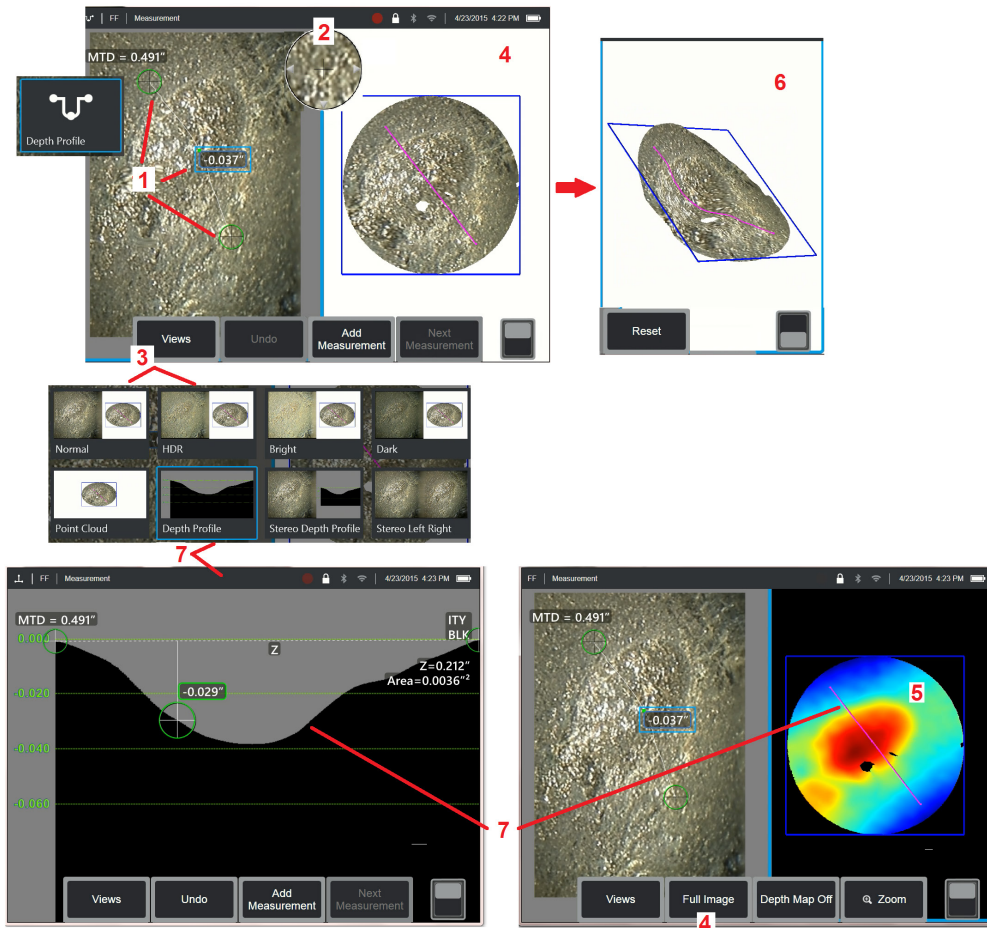 FF Measurement 4/23/2015 4:22 PM
MTD = 0.491"
2
4
6
Depth Profile
-0.037"
1
Views
Undo
Add Measurement
Next Measurement
Reset
3
Normal
HDR
Bright
Dark
Point Cloud
Depth Profile
Stereo Depth Profile
Stereo Left Right
7
FF Measurement 4/23/2015 4:23 PM
MTD = 0.491"
ITY
BLK
0.000
Z
Z=0.212"
Area=0.0036"²
-0.020
-0.029"
-0.040
-0.060
7
Views
Undo
Add Measurement
Next Measurement
FF Measurement 4/23/2015 4:23 PM
MTD = 0.491"
5
-0.037"
Views
Full Image
Depth Map Off
Zoom
4